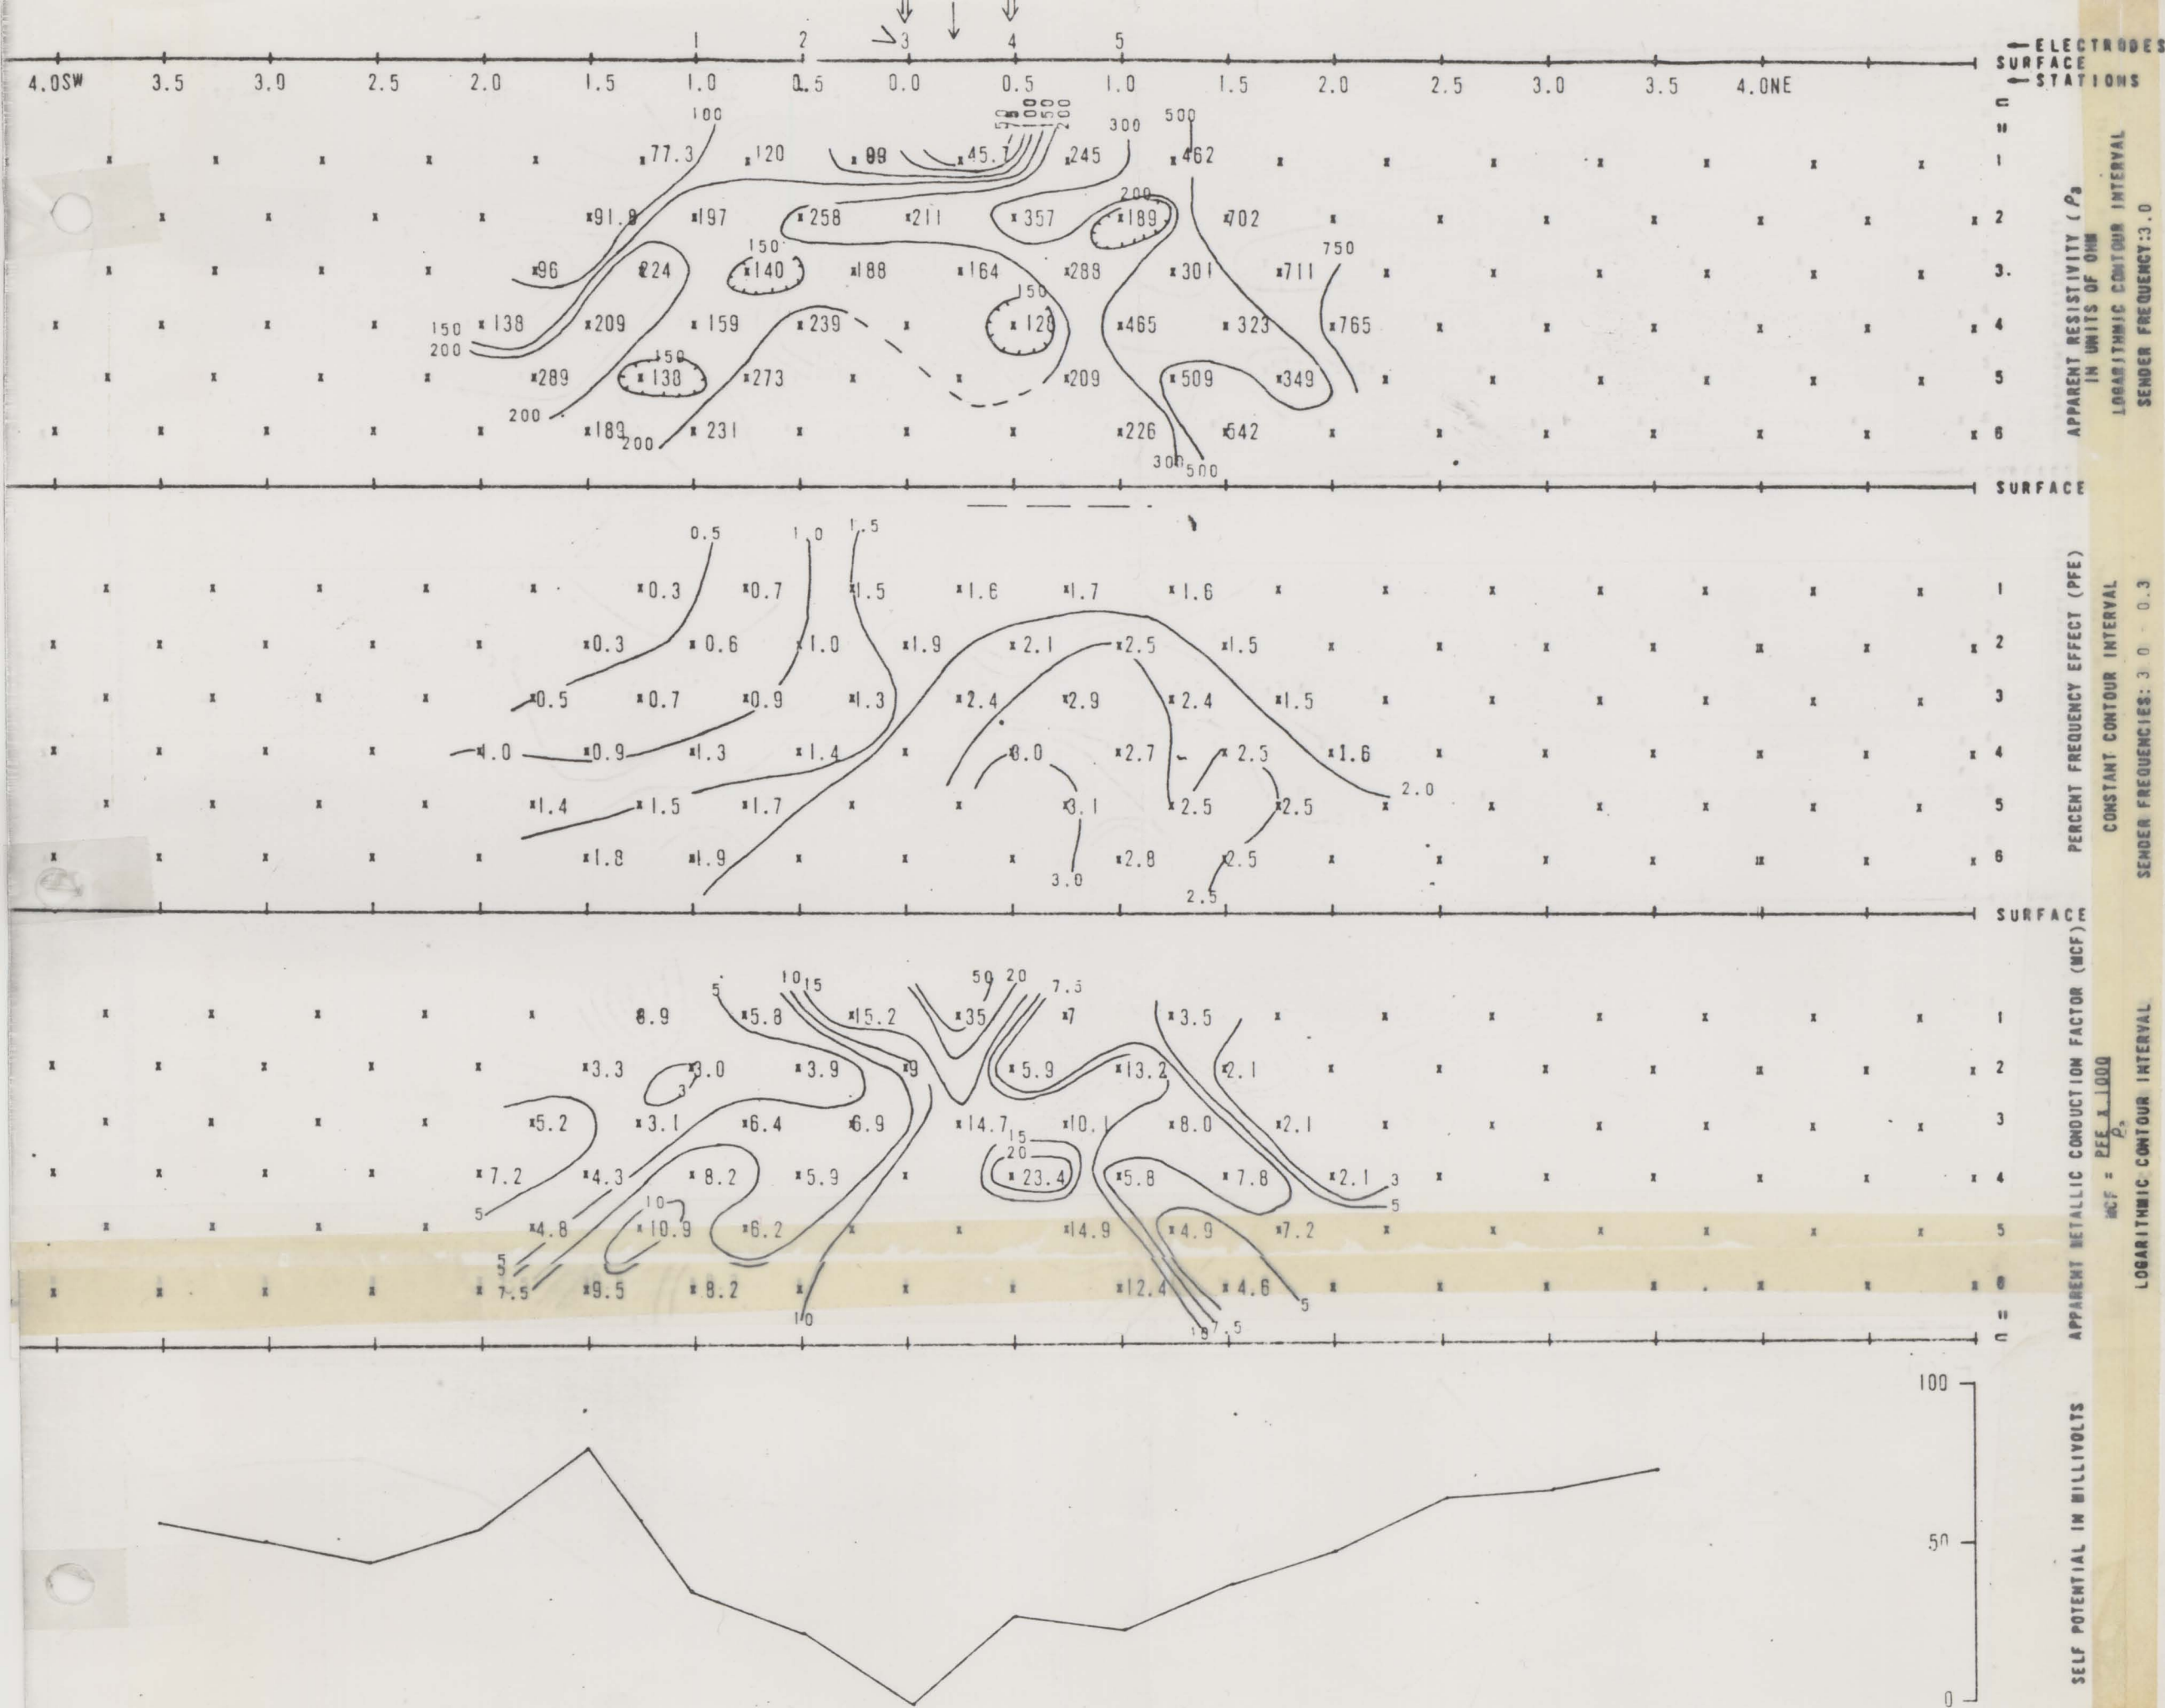 1 2 3 4 5 ELECTRODES
SURFACE
4.0SW 3.5 3.0 2.5 2.0 1.5 1.0 0.5 0.0 0.5 1.0 1.5 2.0 2.5 3.0 3.5 4.0NE STATIONS
100 50 75 100 150 200 300 500 n =
77.3 120 89 45.7 245 462 1
200
91.8 197 258 211 357 189 702 2
150 750
96 224 140 188 164 288 301 711 3.
150
150 138 209 159 239 128 465 323 765 4
200
150
289 138 273 209 509 349 5
200
189 200 231 226 542 6
300 500
APPARENT RESISTIVITY (ρa
IN UNITS OF OHM
LOGARITHMIC CONTOUR INTERVAL
SENDER FREQUENCY:3.0
SURFACE
0.5 1.0 1.5
0.3 0.7 1.5 1.6 1.7 1.6 1
0.3 0.6 1.0 1.9 2.1 2.5 1.5 2
0.5 0.7 0.9 1.3 2.4 2.9 2.4 1.5 3
1.0 0.9 1.3 1.4 3.0 2.7 2.5 1.6 4
2.0
1.4 1.5 1.7 3.1 2.5 2.5 5
1.8 1.9 2.8 2.5 6
3.0 2.5
PERCENT FREQUENCY EFFECT (PFE)
CONSTANT CONTOUR INTERVAL
SENDER FREQUENCIES: 3.0 - 0.3
SURFACE
5 10 15 50 20 7.5
3.9 5.8 15.2 35 7 3.5 1
3.3 3.0 3.9 9 5.9 13.2 2.1 2
3
5.2 3.1 6.4 6.9 14.7 10.1 8.0 2.1 3
15
20
7.2 4.3 8.2 5.9 23.4 5.8 7.8 2.1 3 4
5 10 5
4.8 10.9 6.2 14.9 4.9 7.2 5
5
7.5 9.5 8.2 12.4 4.6 6
10 10 7.5 5
n =
APPARENT METALLIC CONDUCTION FACTOR (MCF)
MCF = PFE x 1000
ρa
LOGARITHMIC CONTOUR INTERVAL
100
50
0
SELF POTENTIAL IN MILLIVOLTS